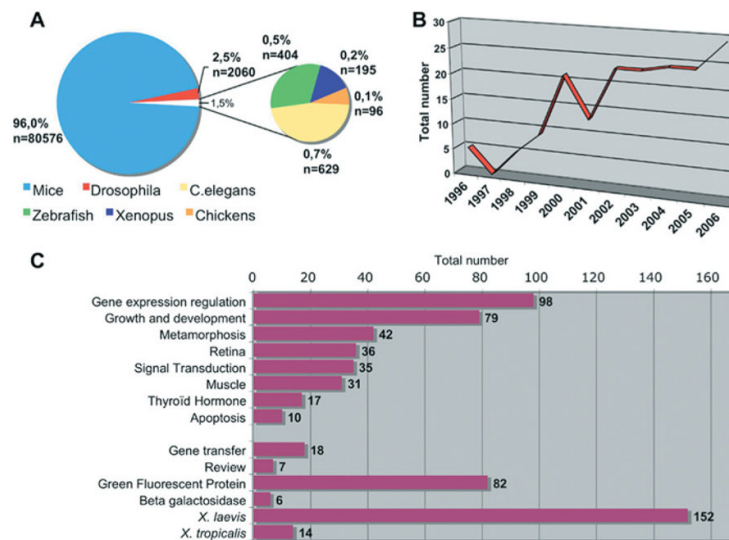 A
96,0%
n=80576
2,5%
n=2060
1,5%
0,5%
n=404
0,2%
n=195
0,1%
n=96
0,7%
n=629
Mice Drosophila C.elegans
Zebrafish Xenopus Chickens
B
Total number
30
25
20
15
10
5
0
1996 1997 1998 1999 2000 2001 2002 2003 2004 2005 2006
C
Total number
0 20 40 60 80 100 120 140 160
Gene expression regulation 98
Growth and development 79
Metamorphosis 42
Retina 36
Signal Transduction 35
Muscle 31
Thyroïd Hormone 17
Apoptosis 10
Gene transfer 18
Review 7
Green Fluorescent Protein 82
Beta galactosidase 6
X. laevis 152
X. tropicalis 14